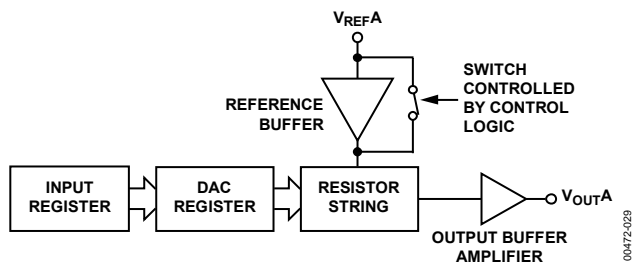 VREFA
REFERENCE
BUFFER
SWITCH
CONTROLLED
BY CONTROL
LOGIC
INPUT
REGISTER
DAC
REGISTER
RESISTOR
STRING
VOUTA
OUTPUT BUFFER
AMPLIFIER
00472-029